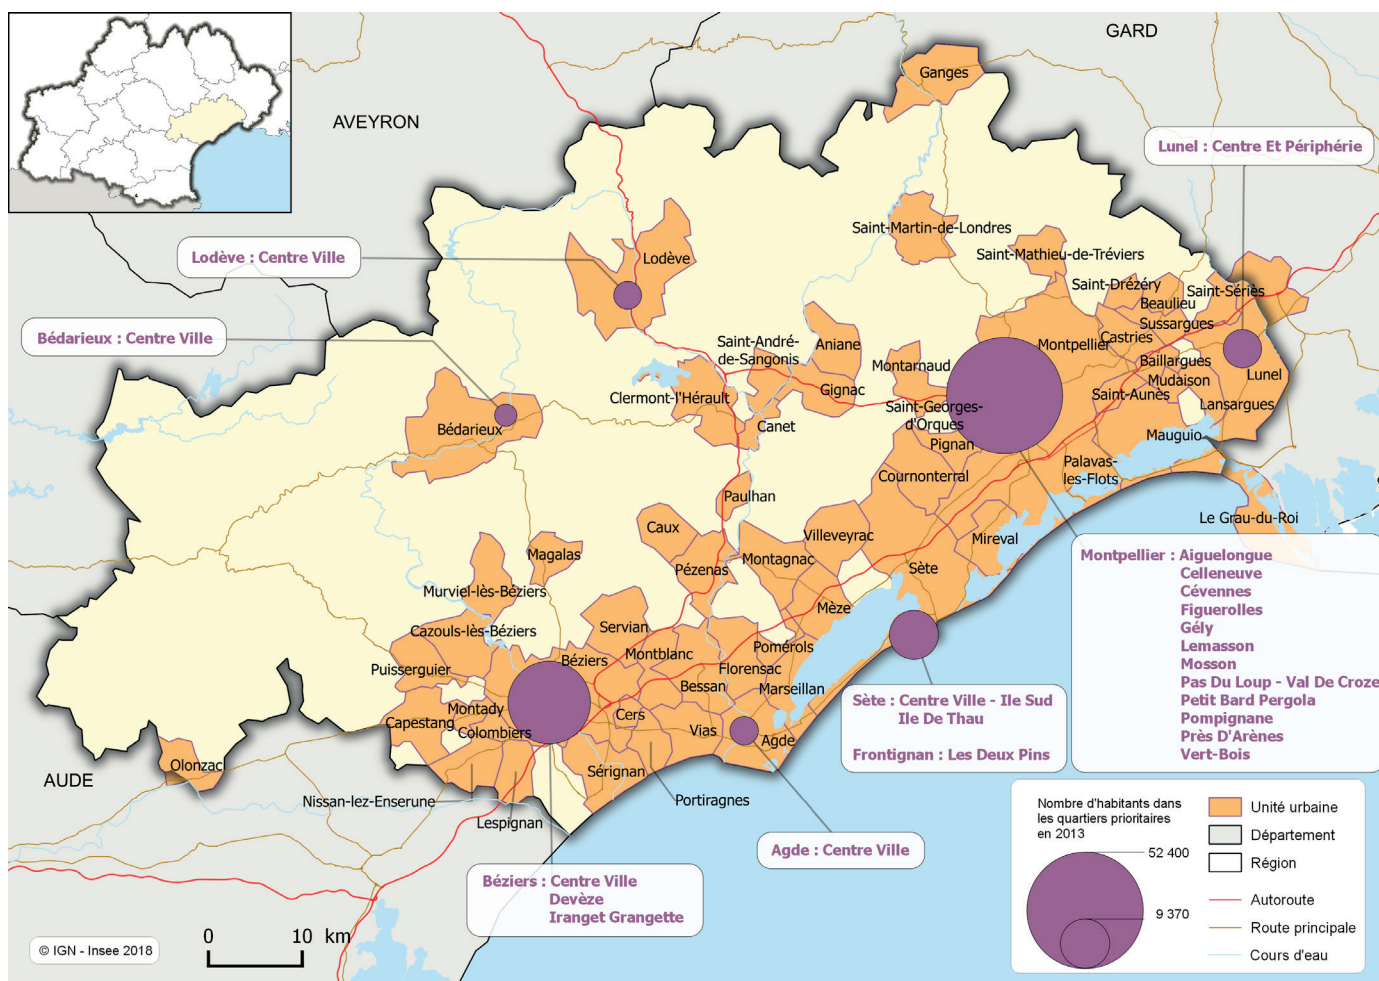 GARD
Ganges
AVEYRON
Lunel : Centre Et Périphérie
Saint-Martin-de-Londres
Lodève : Centre Ville
Lodève
Saint-Mathieu-de-Tréviers
Saint-Drézéry
Saint-Sériès
Beaulieu
Sussargues
Bédarieux : Centre Ville
Saint-André-
de-Sangonis
Aniane
Montpellier
Castries
Baillargues
Montarnaud
Mudaison
Lunel
Gignac
Clermont-l'Hérault
Saint-Aunès
Lansargues
Saint-Georges-
d'Orques
Canet
Bédarieux
Mauguio
Pignan
Palavas-
les-Flots
Cournonterral
Paulhan
Le Grau-du-Roi
Caux
Villeveyrac
Mireval
Magalas
Montagnac
Pézenas
Sète
Murviel-lès-Béziers
Mèze
Cazouls-lès-Béziers
Servian
Pomérols
Montblanc
Béziers
Puisserguier
Florensac
Bessan
Marseillan
Montady
Cers
Capestang
Colombiers
Vias
Agde
Olonzac
Sérignan
AUDE
Nissan-lez-Enserune
Portiragnes
Lespignan
Montpellier : Aiguelongue
Celleneuve
Cévennes
Figuerolles
Gély
Lemasson
Mosson
Pas Du Loup - Val De Croze
Petit Bard Pergola
Pompignane
Près D'Arènes
Vert-Bois
Sète : Centre Ville - Ile Sud
Ile De Thau
Frontignan : Les Deux Pins
Agde : Centre Ville
Béziers : Centre Ville
Devèze
Iranget Grangette
Nombre d'habitants dans
les quartiers prioritaires
en 2013
52 400
9 370
Unité urbaine
Département
Région
Autoroute
Route principale
Cours d'eau
0 10 km
© IGN - Insee 2018